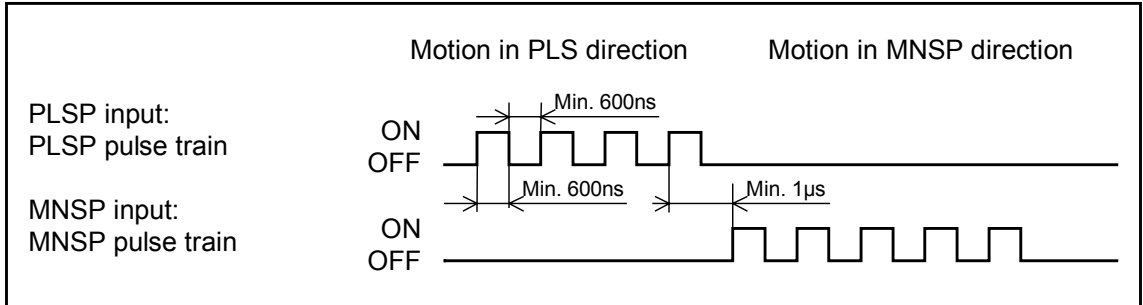 Motion in PLS direction Motion in MNSP direction
PLSP input:
PLSP pulse train
ON
OFF
Min. 600ns
Min. 600ns
Min. 1µs
MNSP input:
MNSP pulse train
ON
OFF